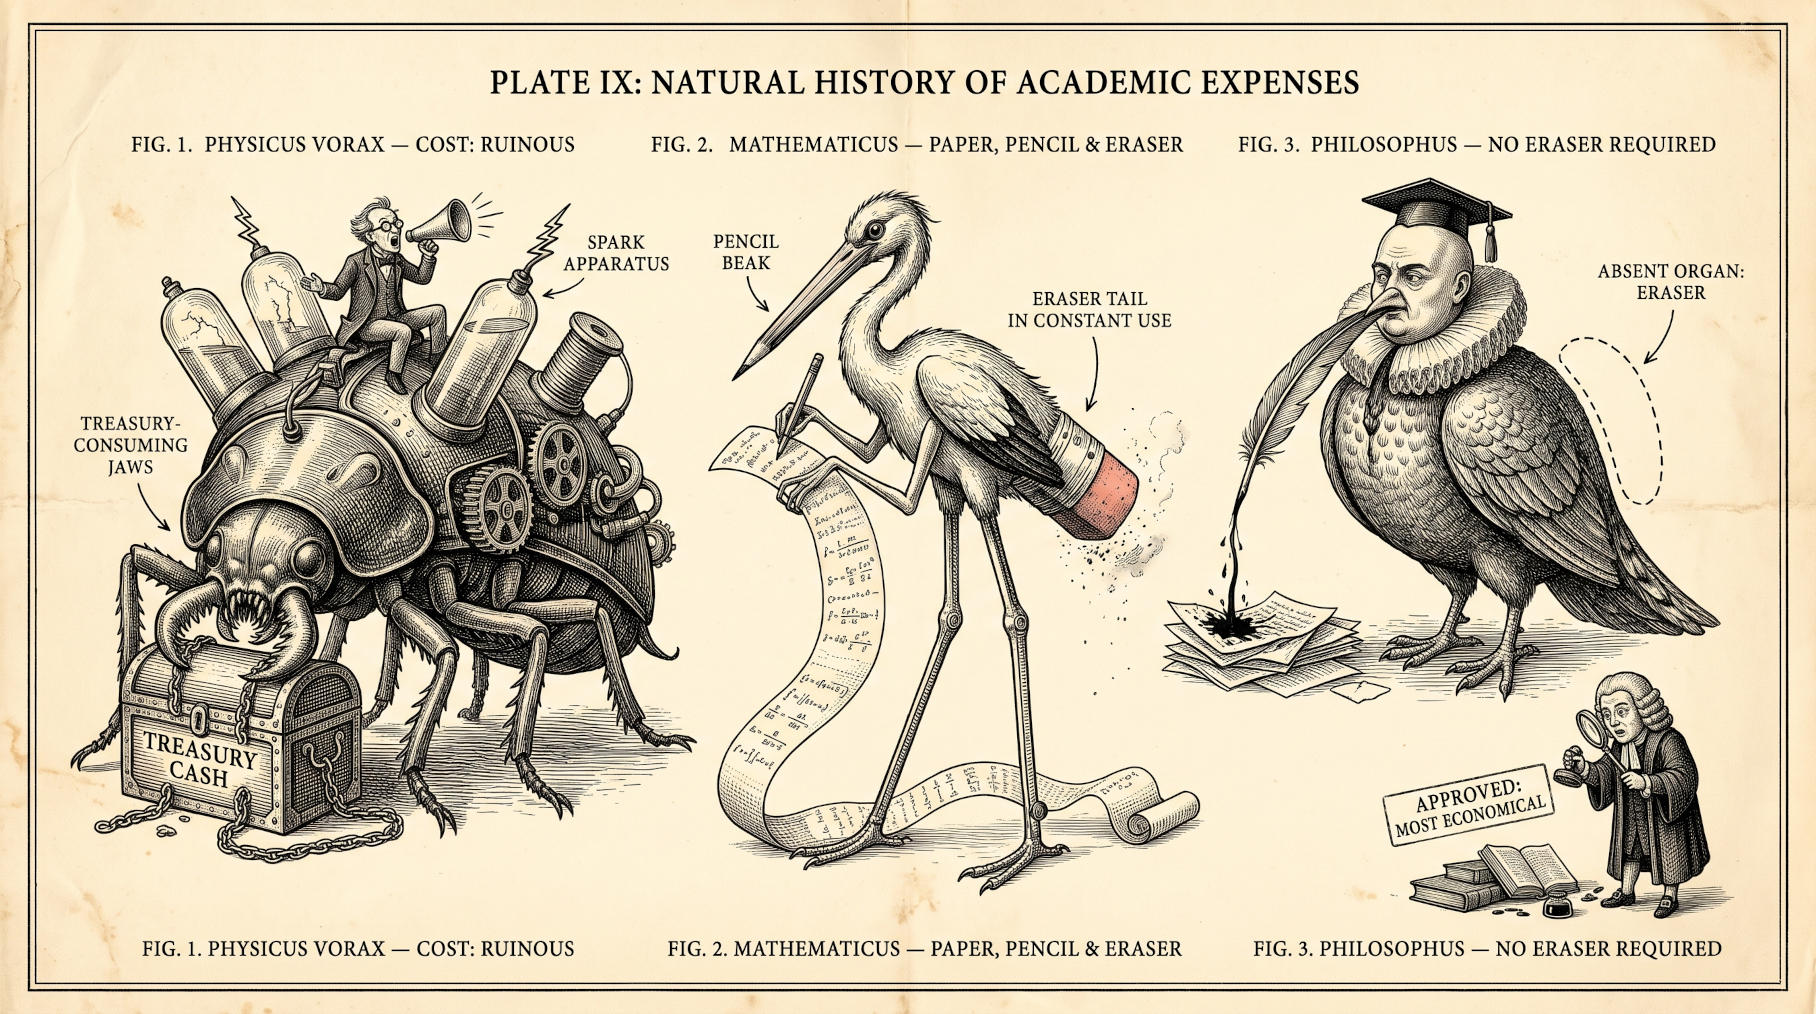 PLATE IX: NATURAL HISTORY OF ACADEMIC EXPENSES
FIG. 1. PHYSICUS VORAX — COST: RUINOUS
FIG. 2. MATHEMATICUS — PAPER, PENCIL & ERASER
FIG. 3. PHILOSOPHUS — NO ERASER REQUIRED
SPARK
APPARATUS
TREASURY-
CONSUMING
JAWS
TREASURY
CASH
PENCIL
BEAK
ERASER TAIL
IN CONSTANT USE
ABSENT ORGAN:
ERASER
APPROVED:
MOST ECONOMICAL
FIG. 1. PHYSICUS VORAX — COST: RUINOUS
FIG. 2. MATHEMATICUS — PAPER, PENCIL & ERASER
FIG. 3. PHILOSOPHUS — NO ERASER REQUIRED